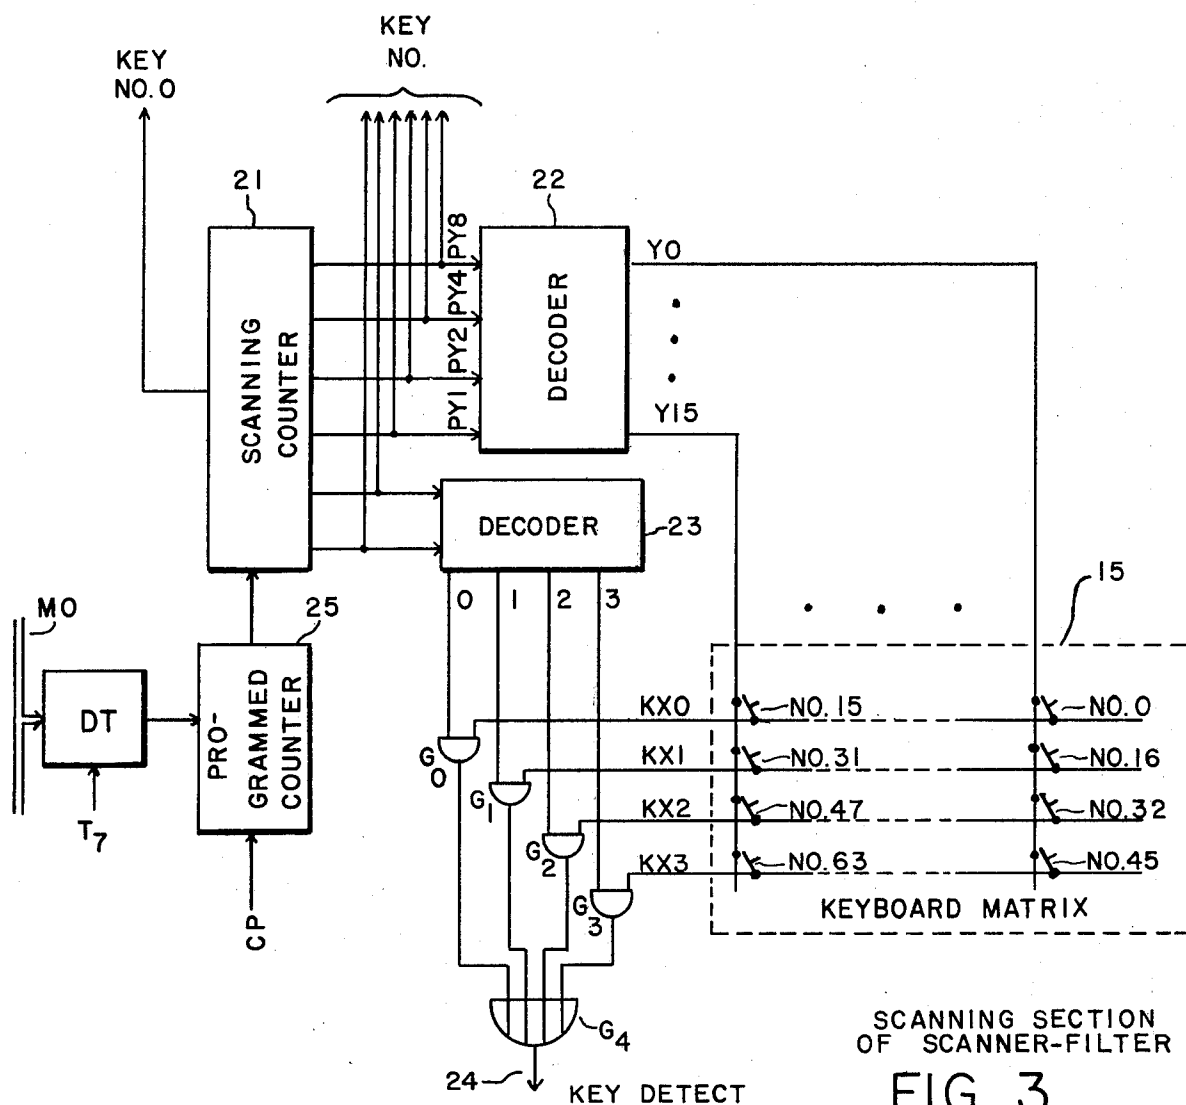 KEY
NO.
KEY
NO. 0
21
22
PY8
PY4
PY2
PY1
SCANNING
COUNTER
DECODER
Y0
Y15
DECODER
23
0
1
2
3
15
M0
25
DT
PRO-
GRAMMED
COUNTER
T7
CP
KX0
NO. 15
NO. 0
G0
KX1
NO. 31
NO. 16
G1
KX2
NO. 47
NO. 32
G2
KX3
NO. 63
NO. 45
G3
KEYBOARD MATRIX
G4
24
KEY DETECT
SCANNING SECTION
OF SCANNER-FILTER
FIG. 3